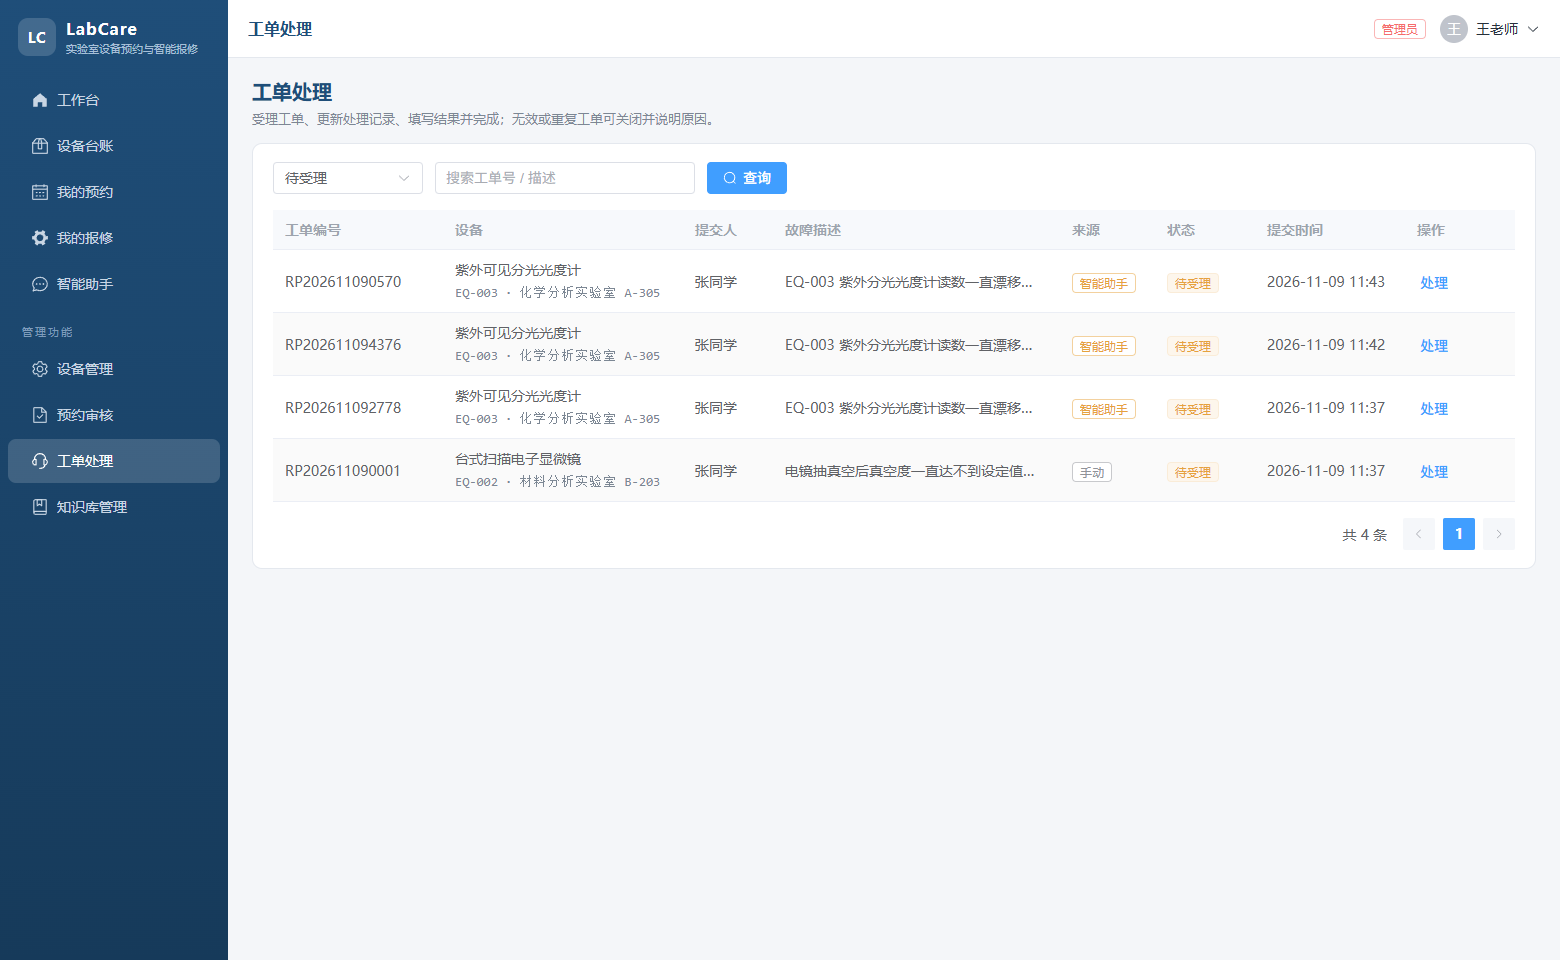 LC
LabCare
实验室设备预约与智能报修
工作台
设备台账
我的预约
我的报修
智能助手
管理功能
设备管理
预约审核
工单处理
知识库管理
工单处理
管理员
王
王老师
工单处理
受理工单、更新处理记录、填写结果并完成；无效或重复工单可关闭并说明原因。
待受理
搜索工单号 / 描述
查询
工单编号 设备 提交人 故障描述 来源 状态 提交时间 操作
RP202611090570 紫外可见分光光度计 张同学 EQ-003 紫外分光光度计读数一直漂移... 智能助手 待受理 2026-11-09 11:43 处理
EQ-003 · 化学分析实验室 A-305
RP202611094376 紫外可见分光光度计 张同学 EQ-003 紫外分光光度计读数一直漂移... 智能助手 待受理 2026-11-09 11:42 处理
EQ-003 · 化学分析实验室 A-305
RP202611092778 紫外可见分光光度计 张同学 EQ-003 紫外分光光度计读数一直漂移... 智能助手 待受理 2026-11-09 11:37 处理
EQ-003 · 化学分析实验室 A-305
RP202611090001 台式扫描电子显微镜 张同学 电镜抽真空后真空度一直达不到设定值... 手动 待受理 2026-11-09 11:37 处理
EQ-002 · 材料分析实验室 B-203
共 4 条
1